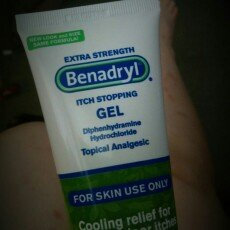 NEW LOOK and SIZE
SAME FORMULA!
EXTRA STRENGTH
Benadryl
ITCH STOPPING
GEL
Diphenhydramine
Hydrochloride
Topical Analgesic
FOR SKIN USE ONLY
Cooling relief for
itches